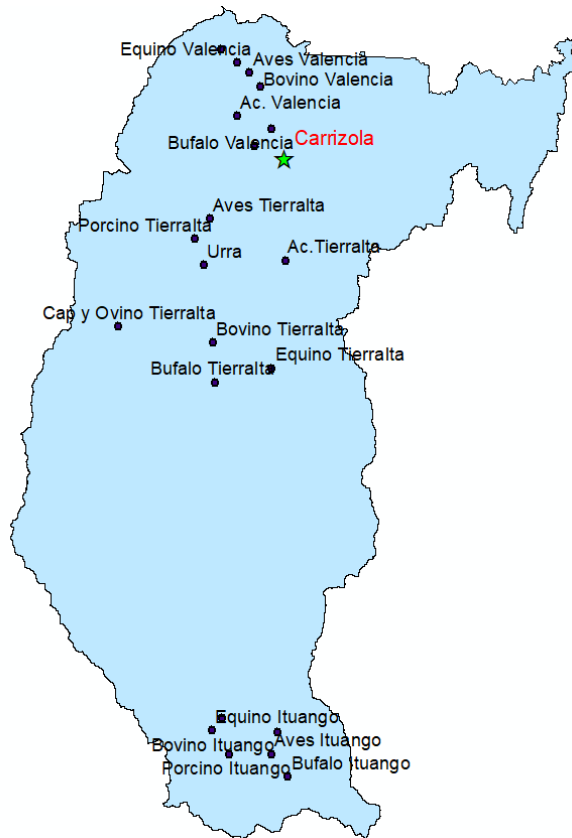 Equino Valencia
Aves Valencia
Bovino Valencia
Ac. Valencia
Bufalo Valencia
Carrizola
Aves Tierralta
Porcino Tierralta
Urra
Ac.Tierralta
Cap y Ovino Tierralta
Bovino Tierralta
Equino Tierralta
Bufalo Tierralta
Equino Ituango
Bovino Ituango
Aves Ituango
Porcino Ituango
Bufalo Ituango